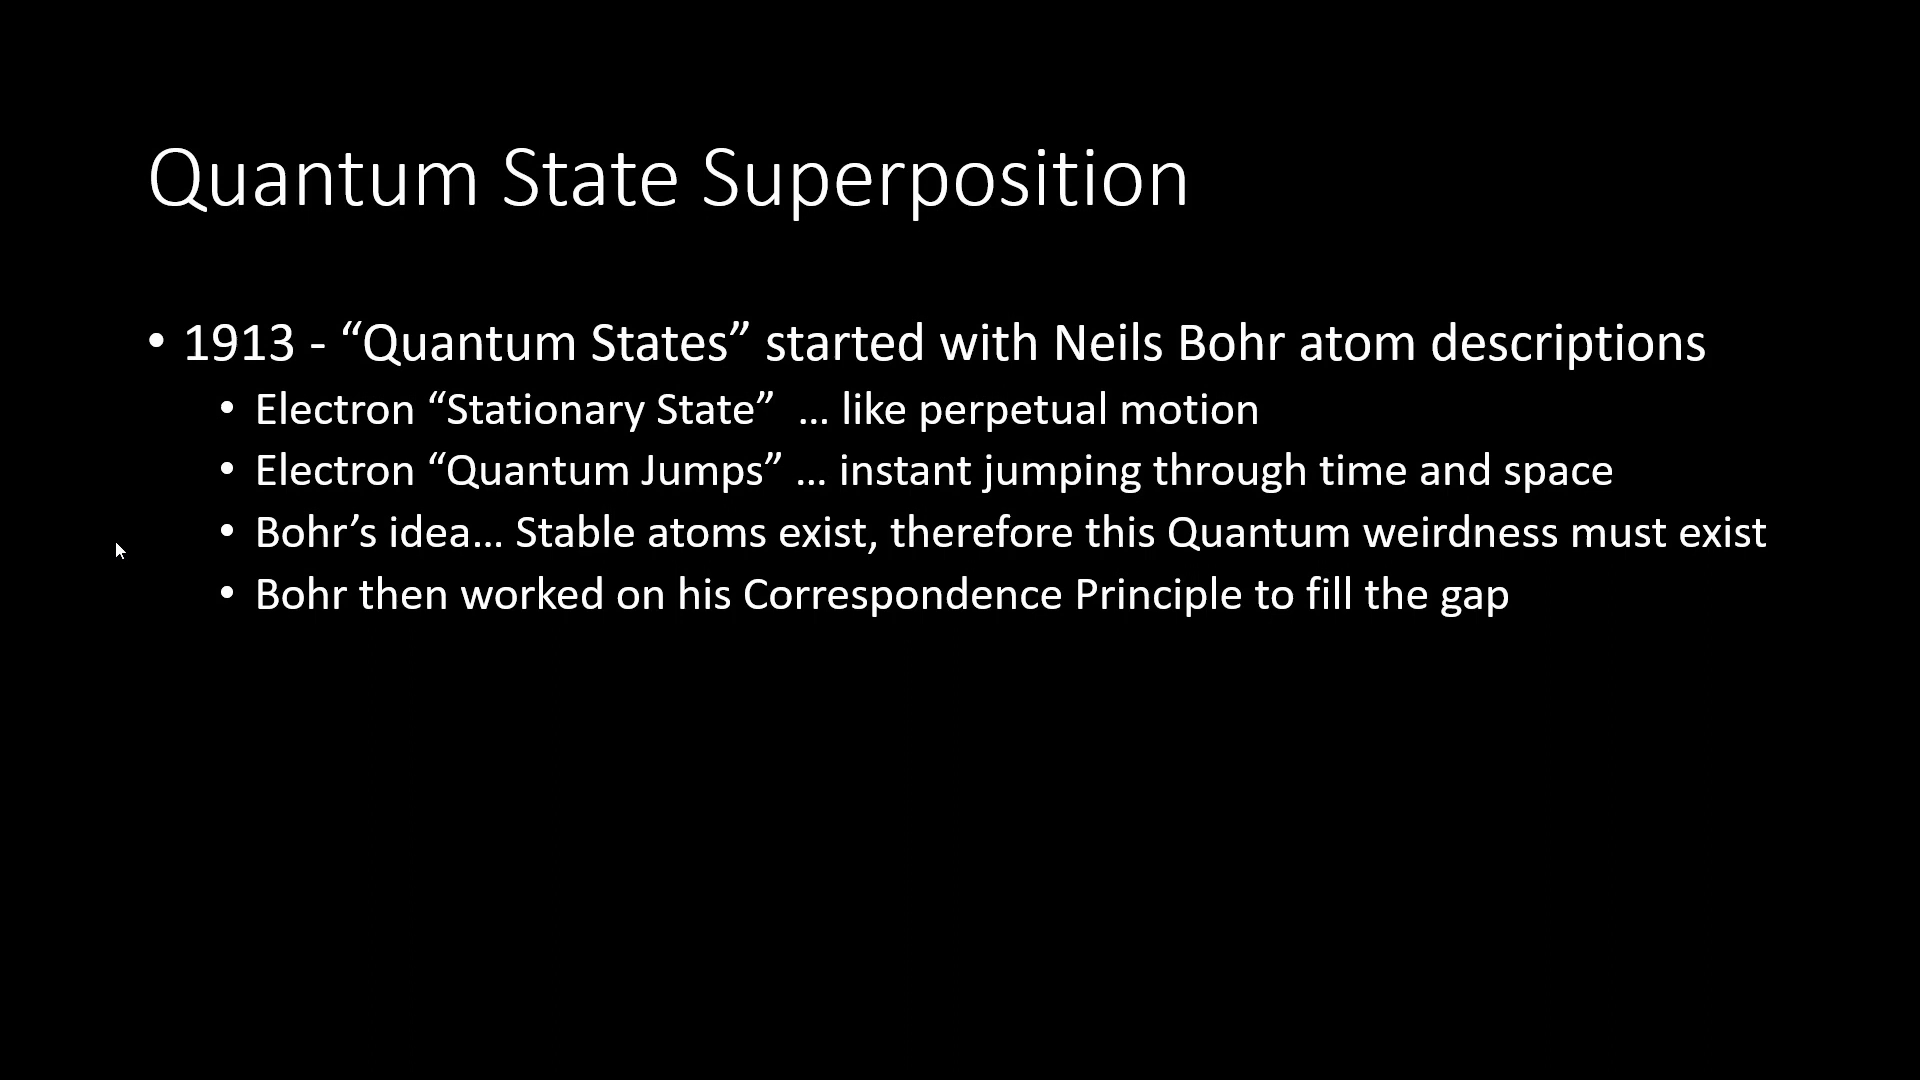 Quantum State Superposition
• 1913 - “Quantum States” started with Neils Bohr atom descriptions
• Electron “Stationary State”  ... like perpetual motion
• Electron “Quantum Jumps” ... instant jumping through time and space
• Bohr’s idea... Stable atoms exist, therefore this Quantum weirdness must exist
• Bohr then worked on his Correspondence Principle to fill the gap